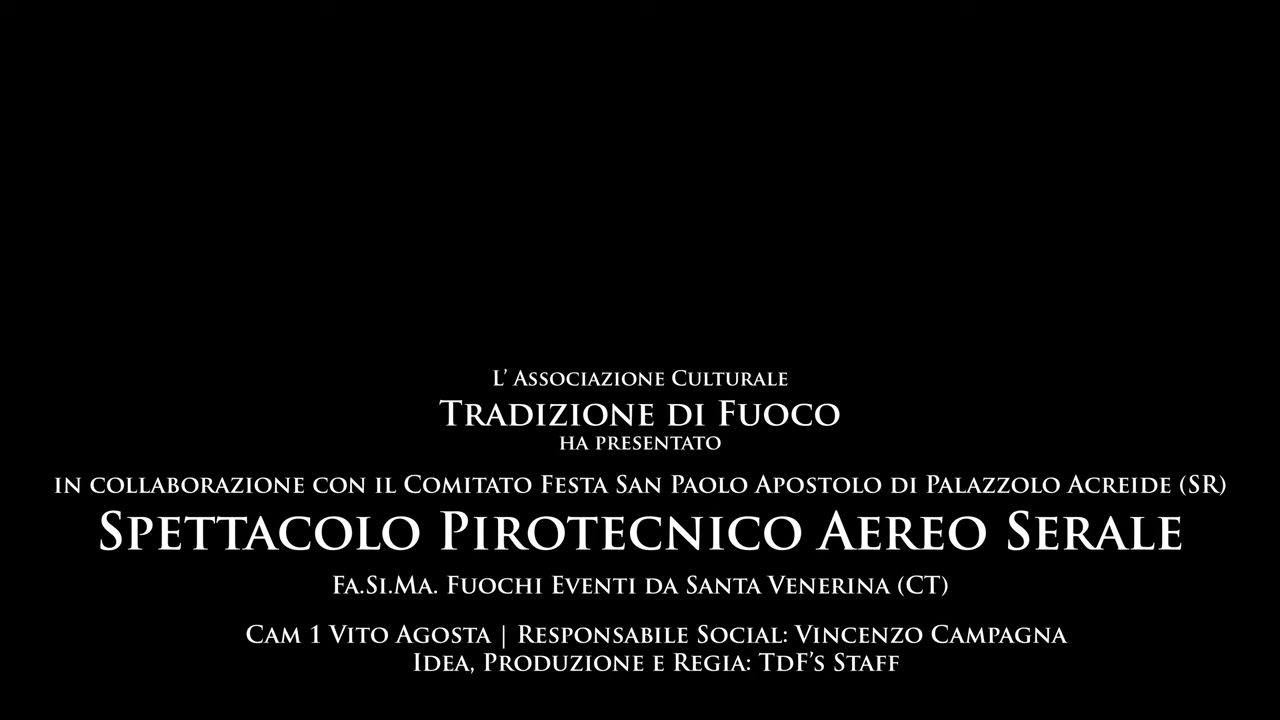 L' Associazione Culturale
Tradizione di Fuoco
ha presentato
in collaborazione con il Comitato Festa San Paolo Apostolo di Palazzolo Acreide (SR)
Spettacolo Pirotecnico Aereo Serale
Fa.Si.Ma. Fuochi Eventi da Santa Venerina (CT)
Cam 1 Vito Agosta | Responsabile Social: Vincenzo Campagna
Idea, Produzione e Regia: TdF's Staff